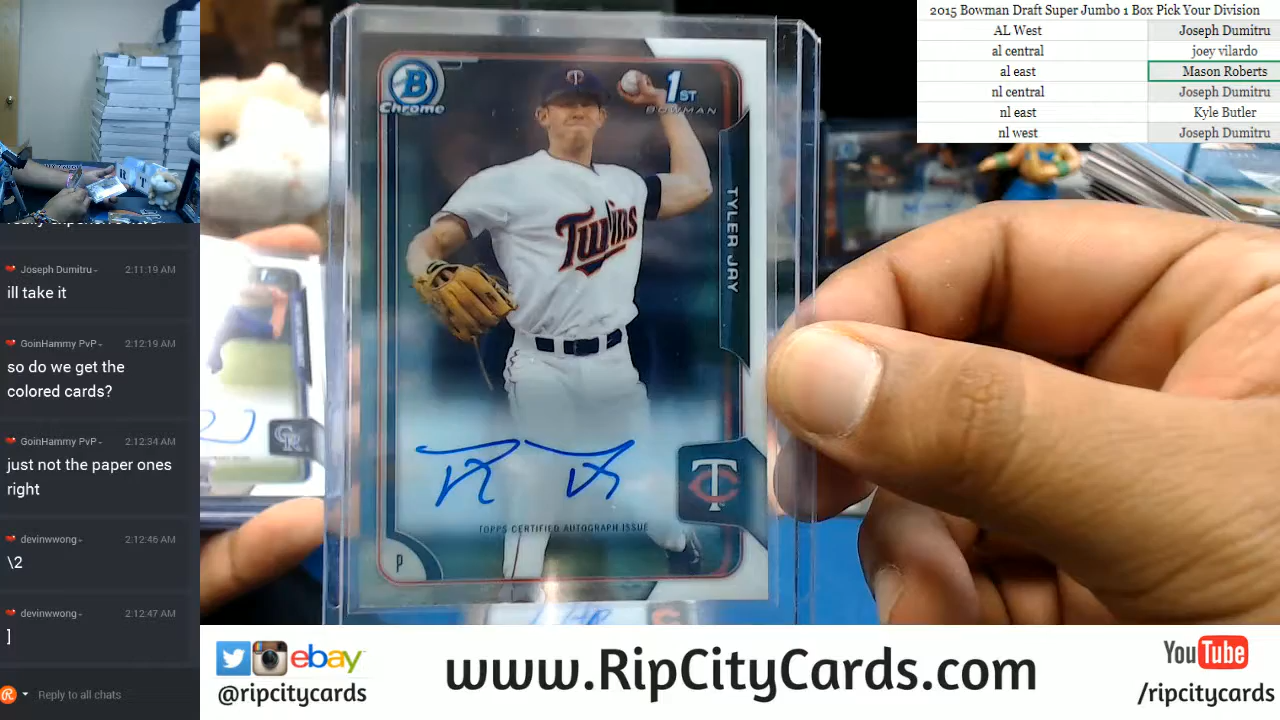 2015 Bowman Draft Super Jumbo 1 Box Pick Your Division
AL West Joseph Dumitru
al central joey vilardo
al east Mason Roberts
nl central Joseph Dumitru
nl east Kyle Butler
nl west Joseph Dumitru
Joseph Dumitru- 2:11:19 AM
ill take it
GoinHammy PvP- 2:12:19 AM
so do we get the
colored cards?
GoinHammy PvP- 2:12:34 AM
just not the paper ones
right
devinwwong- 2:12:46 AM
\2
devinwwong- 2:12:47 AM
]
Reply to all chats
B
Chrome
1ST
BOWMAN
T
Twins
TYLER JAY
TC
TOPPS CERTIFIED AUTOGRAPH ISSUE
P
CR
ebay
@ripcitycards
www.RipCityCards.com
YouTube
/ripcitycards